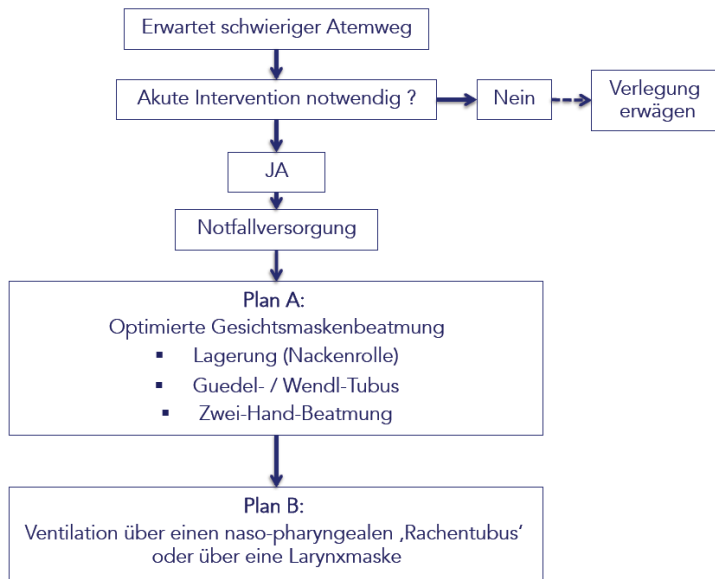 Erwartet schwieriger Atemweg
Akute Intervention notwendig ?
Nein
Verlegung
erwägen
JA
Notfallversorgung
Plan A:
Optimierte Gesichtsmaskenbeatmung
▪ Lagerung (Nackenrolle)
▪ Guedel- / Wendl-Tubus
▪ Zwei-Hand-Beatmung
Plan B:
Ventilation über einen naso-pharyngealen ‚Rachentubus‘
oder über eine Larynxmaske